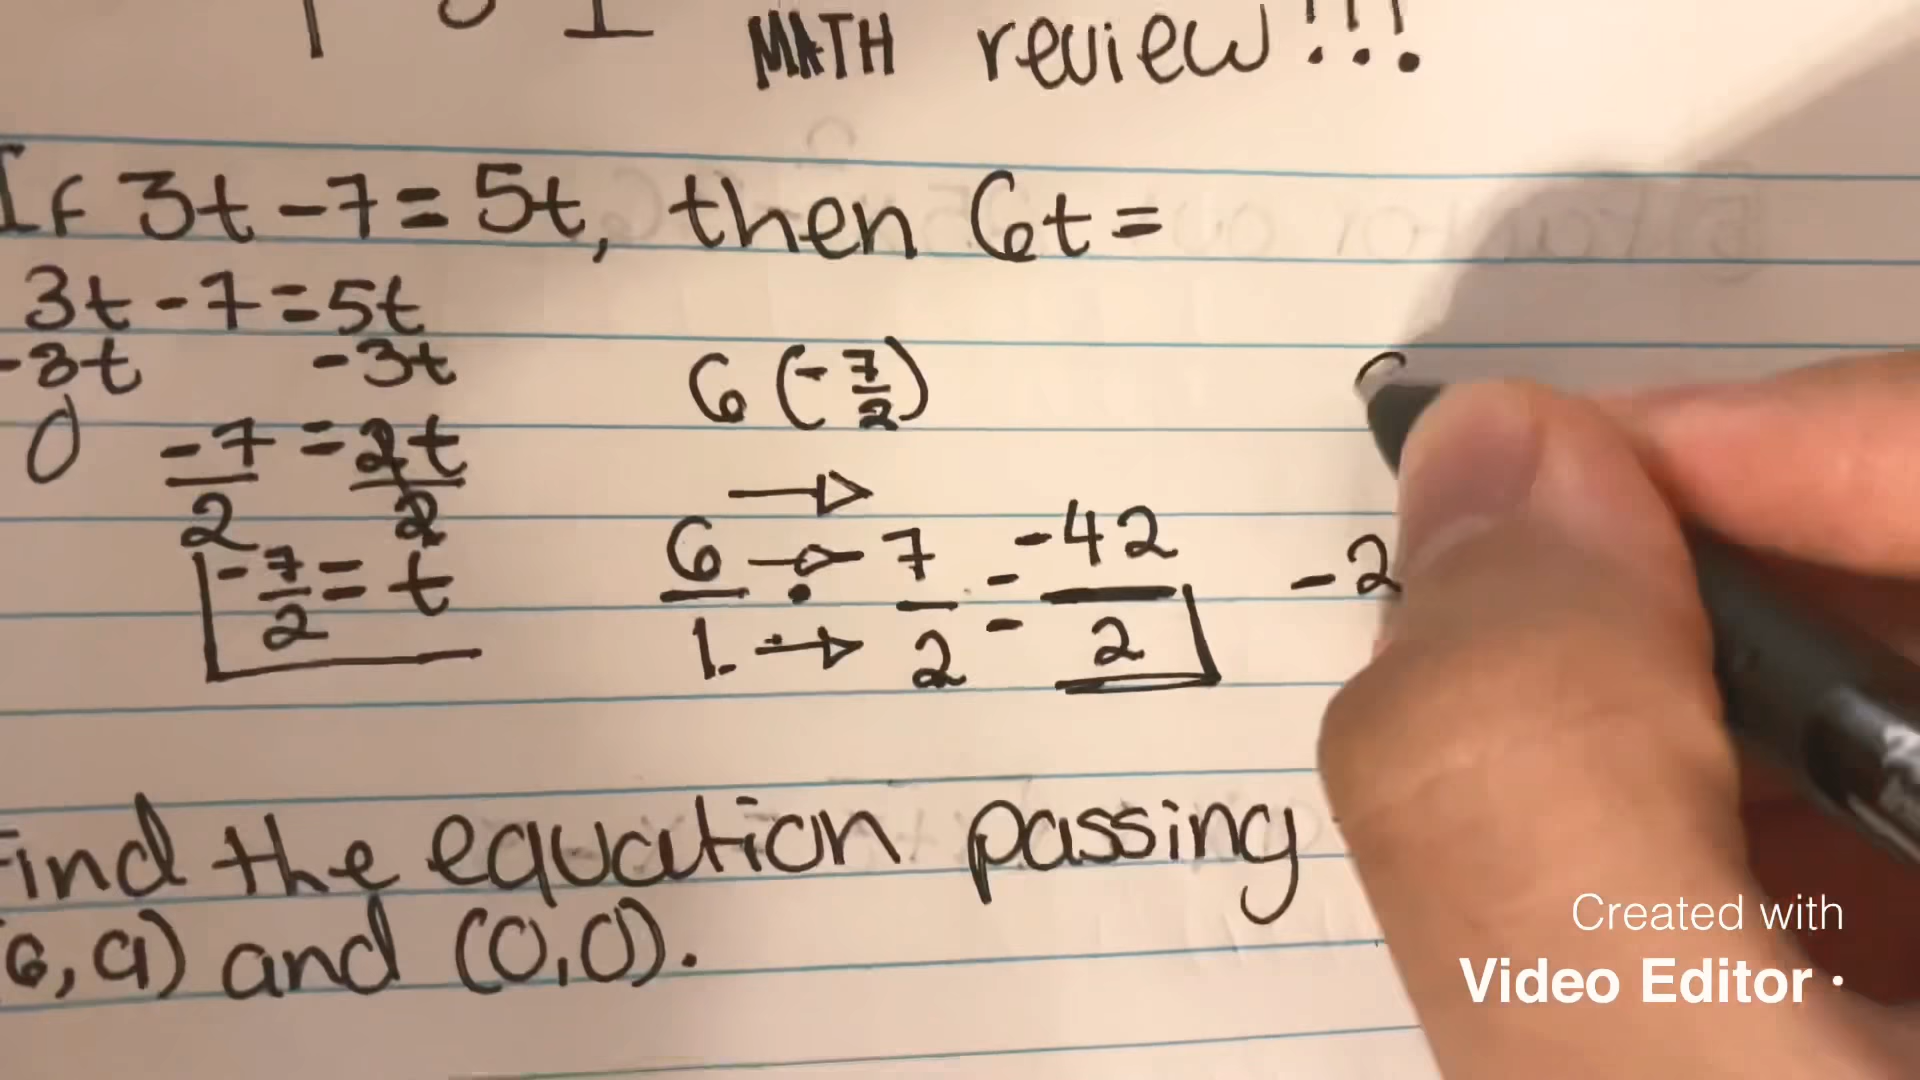 MATH review!!!
If 3t - 7 = 5t, then 6t =
3t - 7 = 5t
-3t -3t
0 -7/2 = 2t/2
-7/2 = t
6 (-7/2)
6/1 · 7/2 = -42/2
-2
Find the equation passing
and (0,0).
Created with
Video Editor